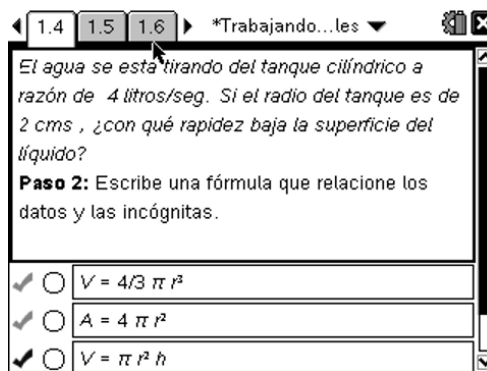 1.4 1.5 1.6 *Trabajando...les
El agua se está tirando del tanque cilíndrico a
razón de 4 litros/seg. Si el radio del tanque es de
2 cms , ¿con qué rapidez baja la superficie del
líquido?
Paso 2: Escribe una fórmula que relacione los
datos y las incógnitas.
V = 4/3 π r³
A = 4 π r²
V = π r² h